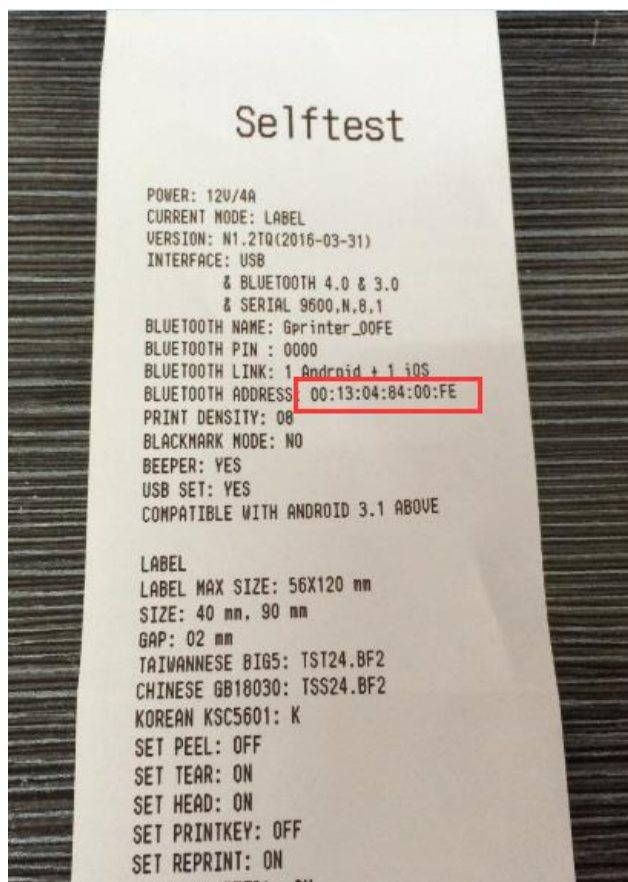 Selftest
POWER: 12V/4A
CURRENT MODE: LABEL
VERSION: N1.2TQ(2016-03-31)
INTERFACE: USB
& BLUETOOTH 4.0 & 3.0
& SERIAL 9600,N,8,1
BLUETOOTH NAME: Gprinter_00FE
BLUETOOTH PIN : 0000
BLUETOOTH LINK: 1 Android + 1 iOS
BLUETOOTH ADDRESS: 00:13:04:84:00:FE
PRINT DENSITY: 08
BLACKMARK MODE: NO
BEEPER: YES
USB SET: YES
COMPATIBLE WITH ANDROID 3.1 ABOVE
LABEL
LABEL MAX SIZE: 56X120 mm
SIZE: 40 mm, 90 mm
GAP: 02 mm
TAIWANNESE BIG5: TST24.BF2
CHINESE GB18030: TSS24.BF2
KOREAN KSC5601: K
SET PEEL: OFF
SET TEAR: ON
SET HEAD: ON
SET PRINTKEY: OFF
SET REPRINT: ON